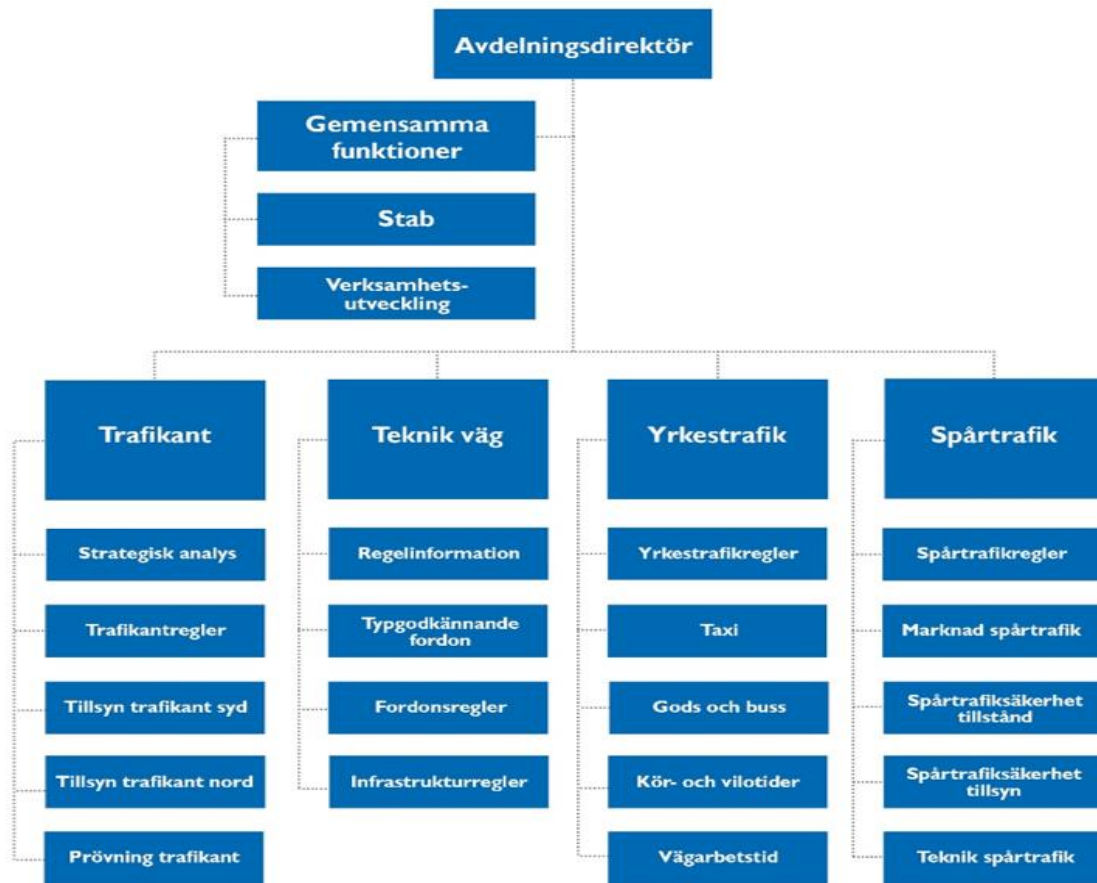 Avdelningsdirektör
Gemensamma
funktioner
Stab
Verksamhets-
utveckling
Trafikant
Strategisk analys
Trafikantregler
Tillsyn trafikant syd
Tillsyn trafikant nord
Prövning trafikant
Teknik väg
Regelinformation
Typgodkännande
fordon
Fordonsregler
Infrastrukturregler
Yrkestrafik
Yrkestrafikregler
Taxi
Gods och buss
Kör- och vilotider
Vägarbetstid
Spårtrafik
Spårtrafikregler
Marknad spårtrafik
Spårtrafiksäkerhet
tillstånd
Spårtrafiksäkerhet
tillsyn
Teknik spårtrafik